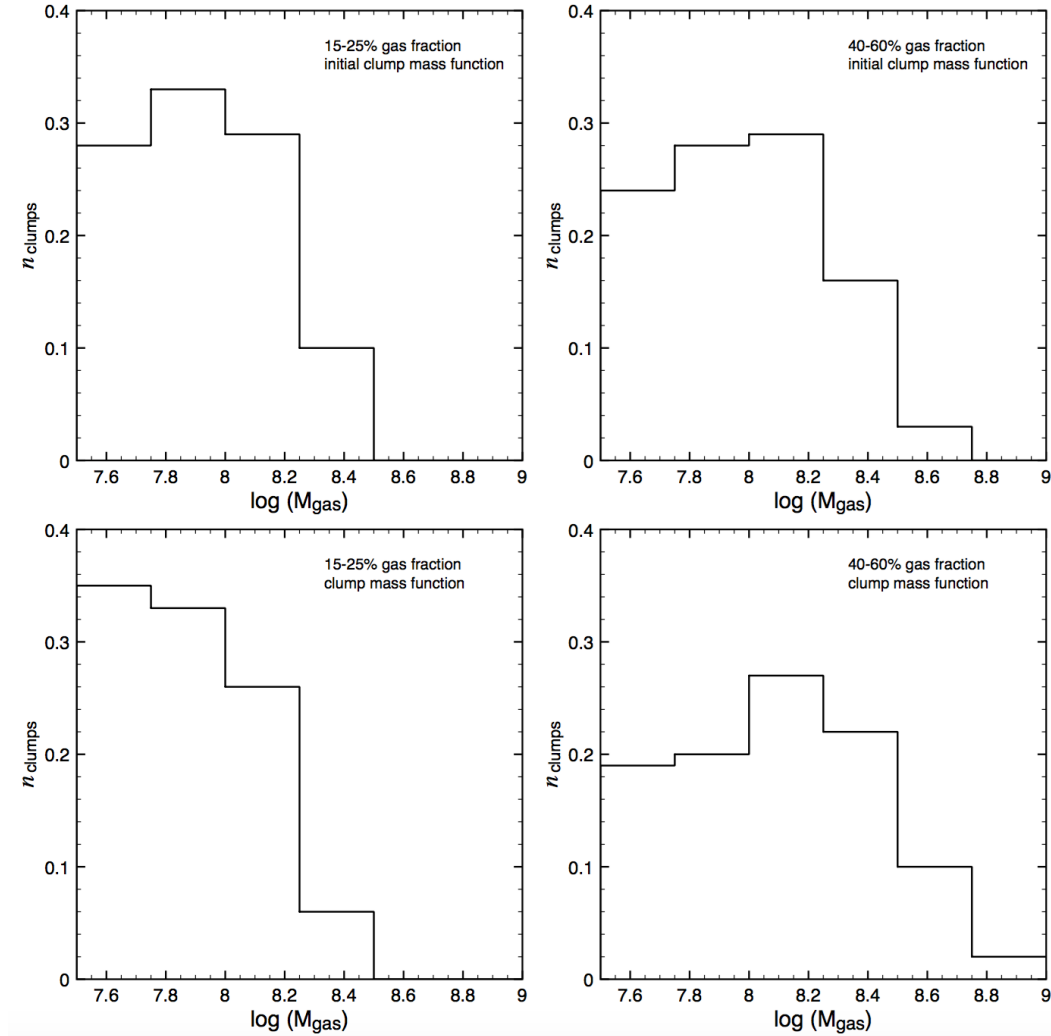 0.4
0.3
0.2
0.1
0
n clumps
15-25% gas fraction
initial clump mass function
7.6 7.8 8 8.2 8.4 8.6 8.8 9
log (Mgas)
0.4
0.3
0.2
0.1
0
n clumps
40-60% gas fraction
initial clump mass function
7.6 7.8 8 8.2 8.4 8.6 8.8 9
log (Mgas)
0.4
0.3
0.2
0.1
0
n clumps
15-25% gas fraction
clump mass function
7.6 7.8 8 8.2 8.4 8.6 8.8 9
log (Mgas)
0.4
0.3
0.2
0.1
0
n clumps
40-60% gas fraction
clump mass function
7.6 7.8 8 8.2 8.4 8.6 8.8 9
log (Mgas)